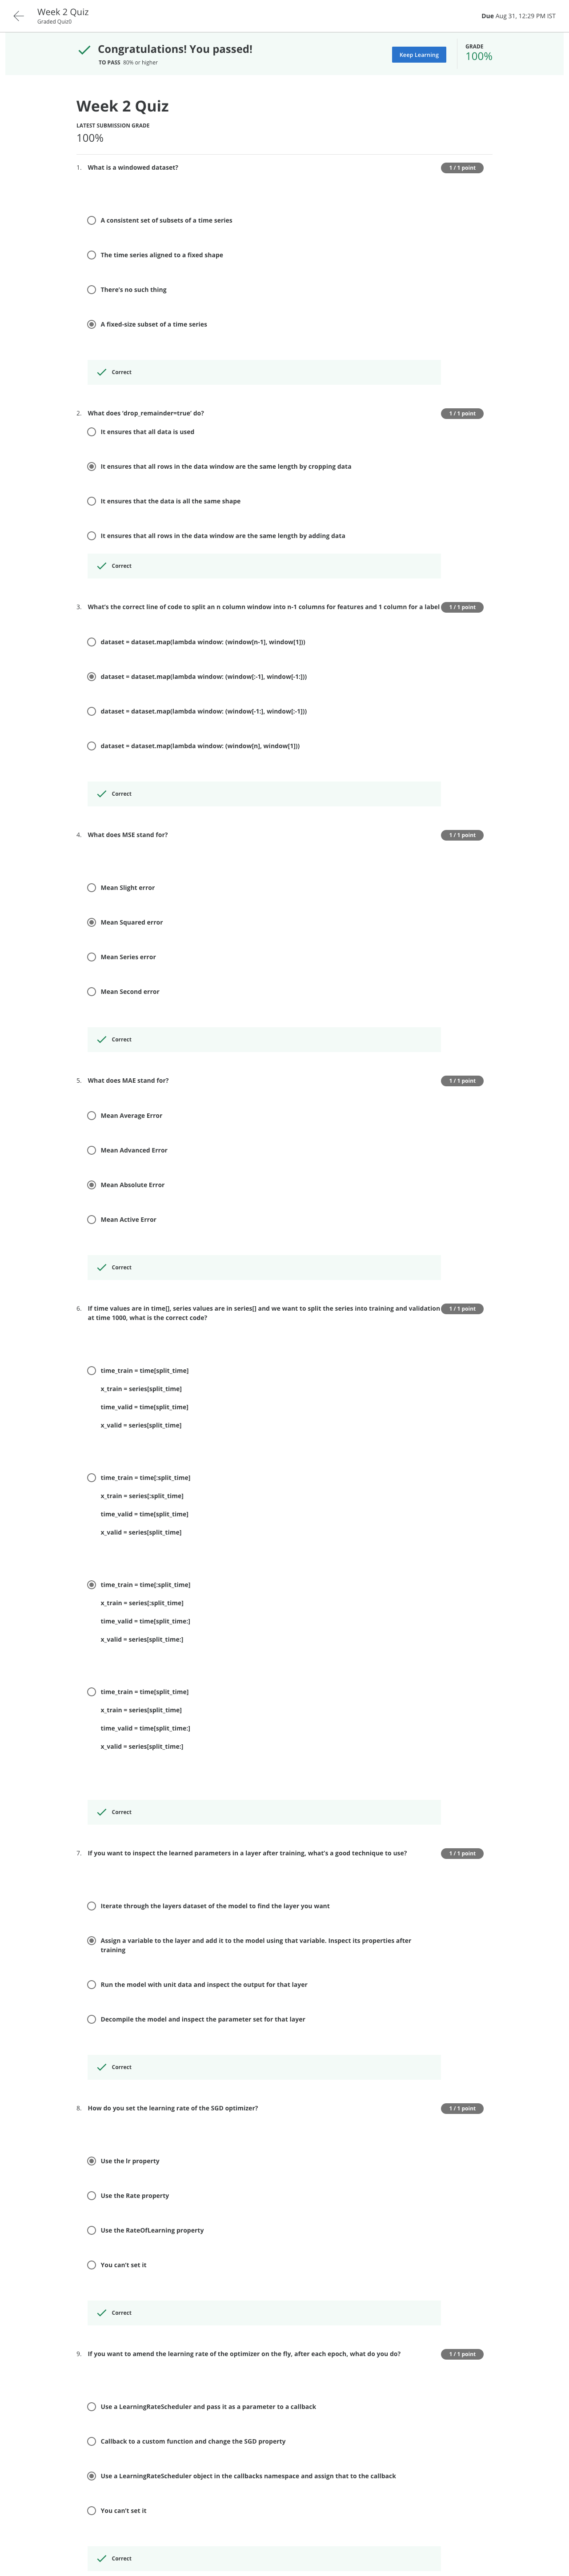 Week 2 Quiz
Graded Quiz
Due Aug 31, 12:29 PM IST
Congratulations! You passed!
TO PASS 80% or higher
Keep Learning
GRADE
100%
Week 2 Quiz
LATEST SUBMISSION GRADE
100%
1. What is a windowed dataset?
1 / 1 point
A consistent set of subsets of a time series
The time series aligned to a fixed shape
There's no such thing
A fixed-size subset of a time series
Correct
2. What does 'drop_remainder=true' do?
1 / 1 point
It ensures that all data is used
It ensures that all rows in the data window are the same length by cropping data
It ensures that the data is all the same shape
It ensures that all rows in the data window are the same length by adding data
Correct
3. What's the correct line of code to split an n column window into n-1 columns for features and 1 column for a label
1 / 1 point
dataset = dataset.map(lambda window: (window[n-1], window[1]))
dataset = dataset.map(lambda window: (window[:-1], window[-1:]))
dataset = dataset.map(lambda window: (window[-1:], window[:-1]))
dataset = dataset.map(lambda window: (window[n], window[1]))
Correct
4. What does MSE stand for?
1 / 1 point
Mean Slight error
Mean Squared error
Mean Series error
Mean Second error
Correct
5. What does MAE stand for?
1 / 1 point
Mean Average Error
Mean Advanced Error
Mean Absolute Error
Mean Active Error
Correct
6. If time values are in time[], series values are in series[] and we want to split the series into training and validation
1 / 1 point
at time 1000, what is the correct code?
time_train = time[split_time]
x_train = series[split_time]
time_valid = time[split_time]
x_valid = series[split_time]
time_train = time[:split_time]
x_train = series[:split_time]
time_valid = time[split_time]
x_valid = series[split_time]
time_train = time[:split_time]
x_train = series[:split_time]
time_valid = time[split_time:]
x_valid = series[split_time:]
time_train = time[split_time]
x_train = series[split_time]
time_valid = time[split_time:]
x_valid = series[split_time:]
Correct
7. If you want to inspect the learned parameters in a layer after training, what's a good technique to use?
1 / 1 point
Iterate through the layers dataset of the model to find the layer you want
Assign a variable to the layer and add it to the model using that variable. Inspect its properties after
training
Run the model with unit data and inspect the output for that layer
Decompile the model and inspect the parameter set for that layer
Correct
8. How do you set the learning rate of the SGD optimizer?
1 / 1 point
Use the lr property
Use the Rate property
Use the RateOfLearning property
You can't set it
Correct
9. If you want to amend the learning rate of the optimizer on the fly, after each epoch, what do you do?
1 / 1 point
Use a LearningRateScheduler and pass it as a parameter to a callback
Callback to a custom function and change the SGD property
Use a LearningRateScheduler object in the callbacks namespace and assign that to the callback
You can't set it
Correct